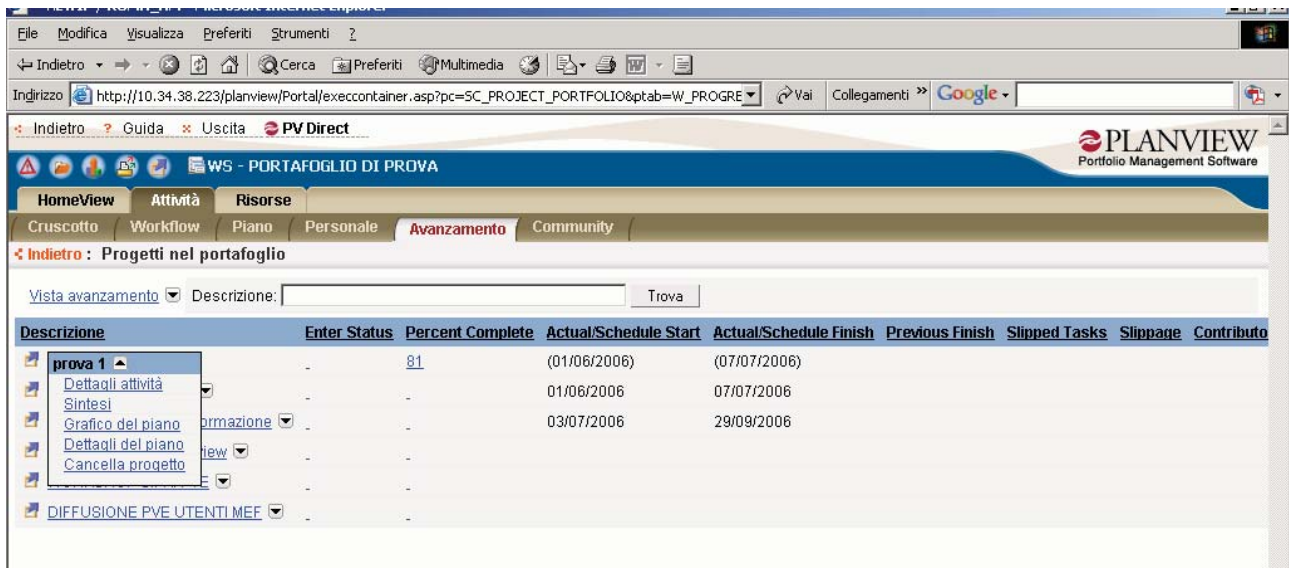 Microsoft Internet Explorer
File Modifica Visualizza Preferiti Strumenti ?
Indietro Cerca Preferiti Multimedia
Indirizzo http://10.34.38.223/planview/Portal/execcontainer.asp?pc=SC_PROJECT_PORTFOLIO&ptab=W_PROGRE Vai Collegamenti » Google
Indietro ? Guida × Uscita PV Direct
PLANVIEW
Portfolio Management Software
WS - PORTAFOGLIO DI PROVA
HomeView Attività Risorse
Cruscotto Workflow Piano Personale Avanzamento Community
Indietro : Progetti nel portafoglio
Vista avanzamento Descrizione: Trova
Descrizione Enter Status Percent Complete Actual/Schedule Start Actual/Schedule Finish Previous Finish Slipped Tasks Slippage Contributo
prova 1 - 81 (01/06/2006) (07/07/2006)
Dettagli attività
- - 01/06/2006 07/07/2006
Sintesi
Grafico del piano
ormazione - - 03/07/2006 29/09/2006
Dettagli del piano
iew - -
Cancella progetto
E - -
DIFFUSIONE PVE UTENTI MEF - -